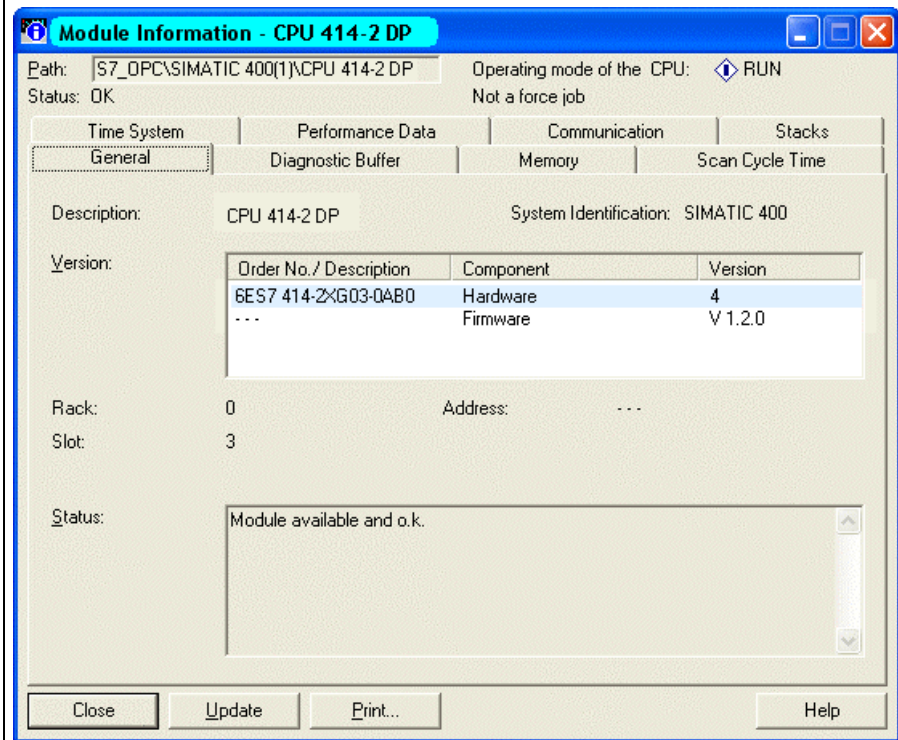 Module Information - CPU 414-2 DP
Path: S7_OPC\SIMATIC 400(1)\CPU 414-2 DP Operating mode of the CPU: RUN
Status: OK Not a force job
Time System Performance Data Communication Stacks
General Diagnostic Buffer Memory Scan Cycle Time
Description: CPU 414-2 DP System Identification: SIMATIC 400
Version: Order No./ Description Component Version
6ES7 414-2XG03-0AB0 Hardware 4
- - - Firmware V 1.2.0
Rack: 0 Address: - - -
Slot: 3
Status: Module available and o.k.
Close Update Print... Help